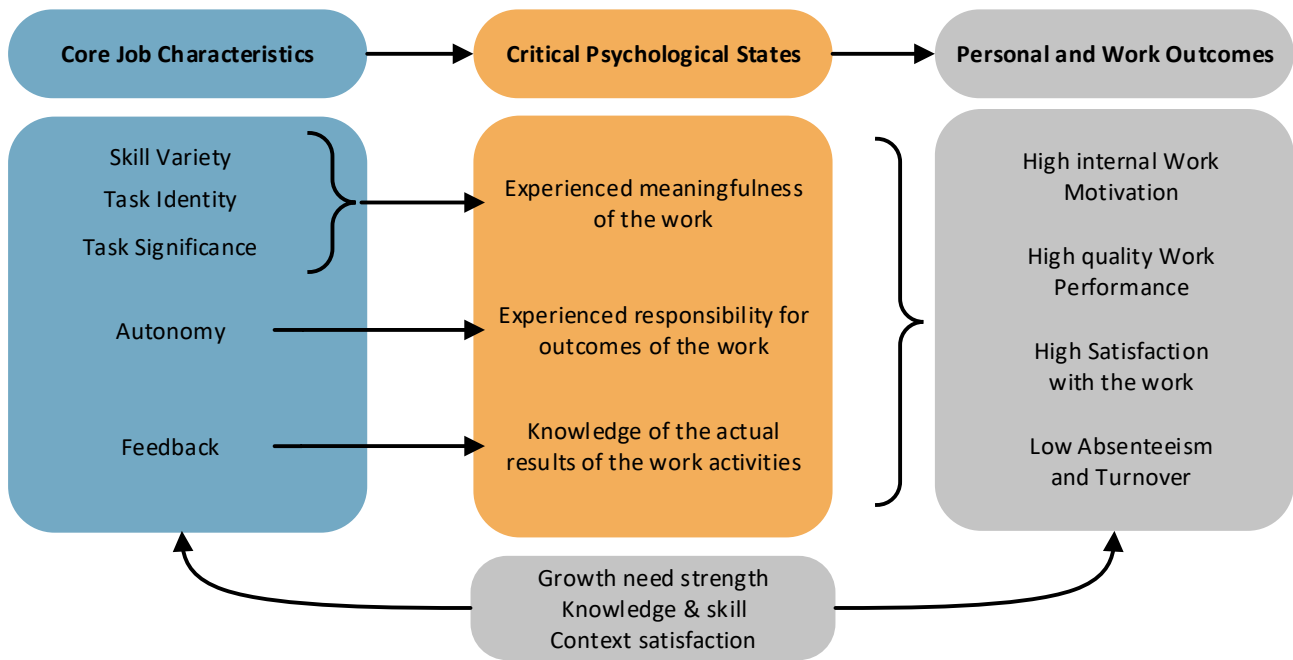 Core Job Characteristics
Critical Psychological States
Personal and Work Outcomes
Skill Variety
Task Identity
Task Significance
Autonomy
Feedback
Experienced meaningfulness
of the work
Experienced responsibility for
outcomes of the work
Knowledge of the actual
results of the work activities
High internal Work
Motivation
High quality Work
Performance
High Satisfaction
with the work
Low Absenteeism
and Turnover
Growth need strength
Knowledge & skill
Context satisfaction